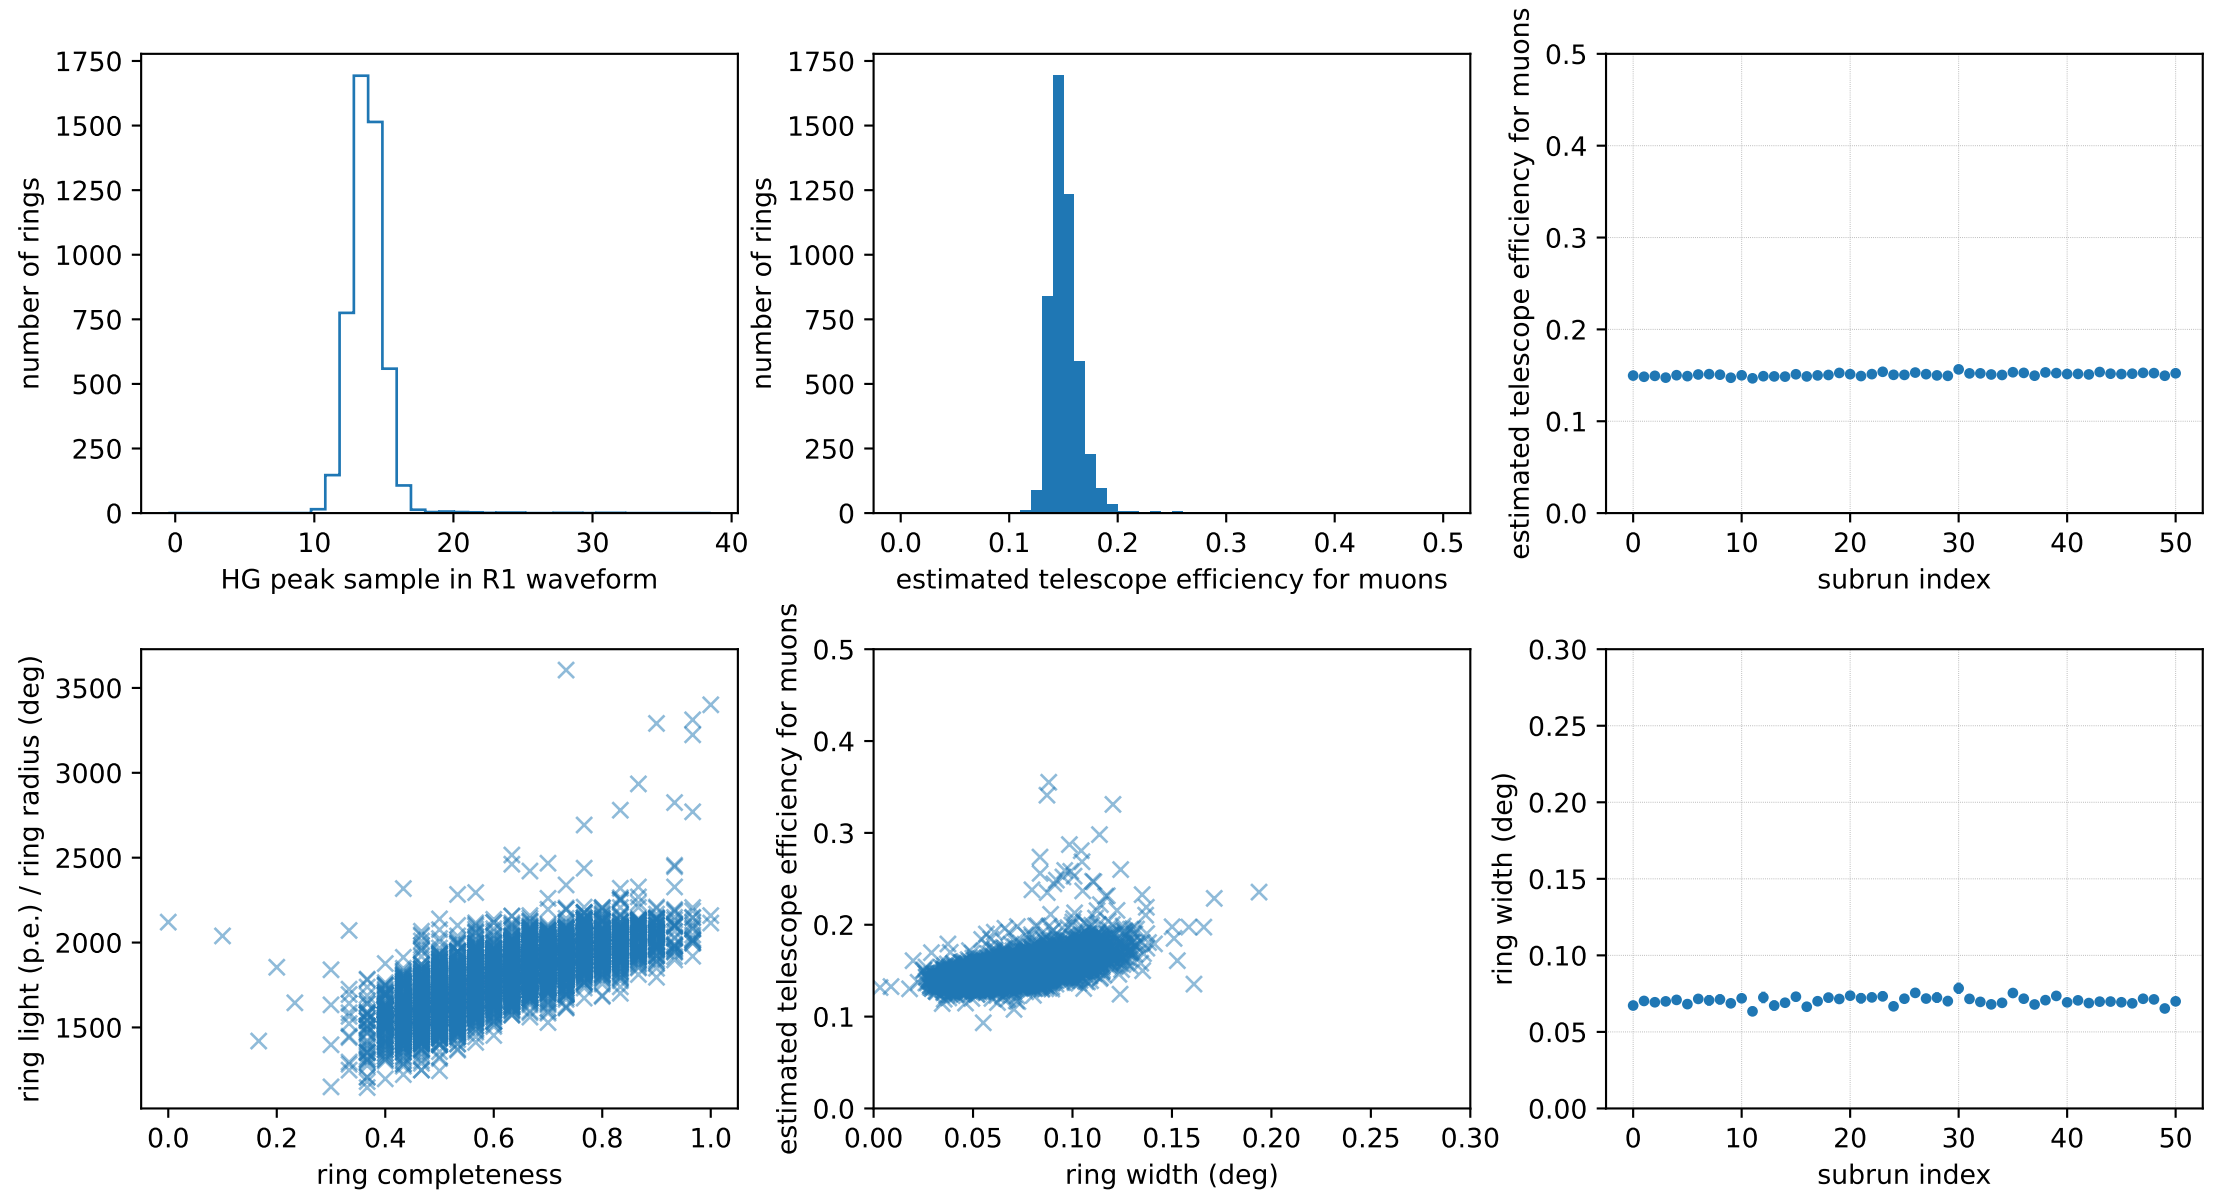 1750
1500
1250
1000
750
500
250
0
number of rings
0 10 20 30 40
HG peak sample in R1 waveform
1750
1500
1250
1000
750
500
250
0
number of rings
0.0 0.1 0.2 0.3 0.4 0.5
estimated telescope efficiency for muons
0.5
0.4
0.3
0.2
0.1
0.0
estimated telescope efficiency for muons
0 10 20 30 40 50
subrun index
3500
3000
2500
2000
1500
ring light (p.e.) / ring radius (deg)
0.0 0.2 0.4 0.6 0.8 1.0
ring completeness
0.5
0.4
0.3
0.2
0.1
0.0
estimated telescope efficiency for muons
0.00 0.05 0.10 0.15 0.20 0.25 0.30
ring width (deg)
0.30
0.25
0.20
0.15
0.10
0.05
0.00
ring width (deg)
0 10 20 30 40 50
subrun index